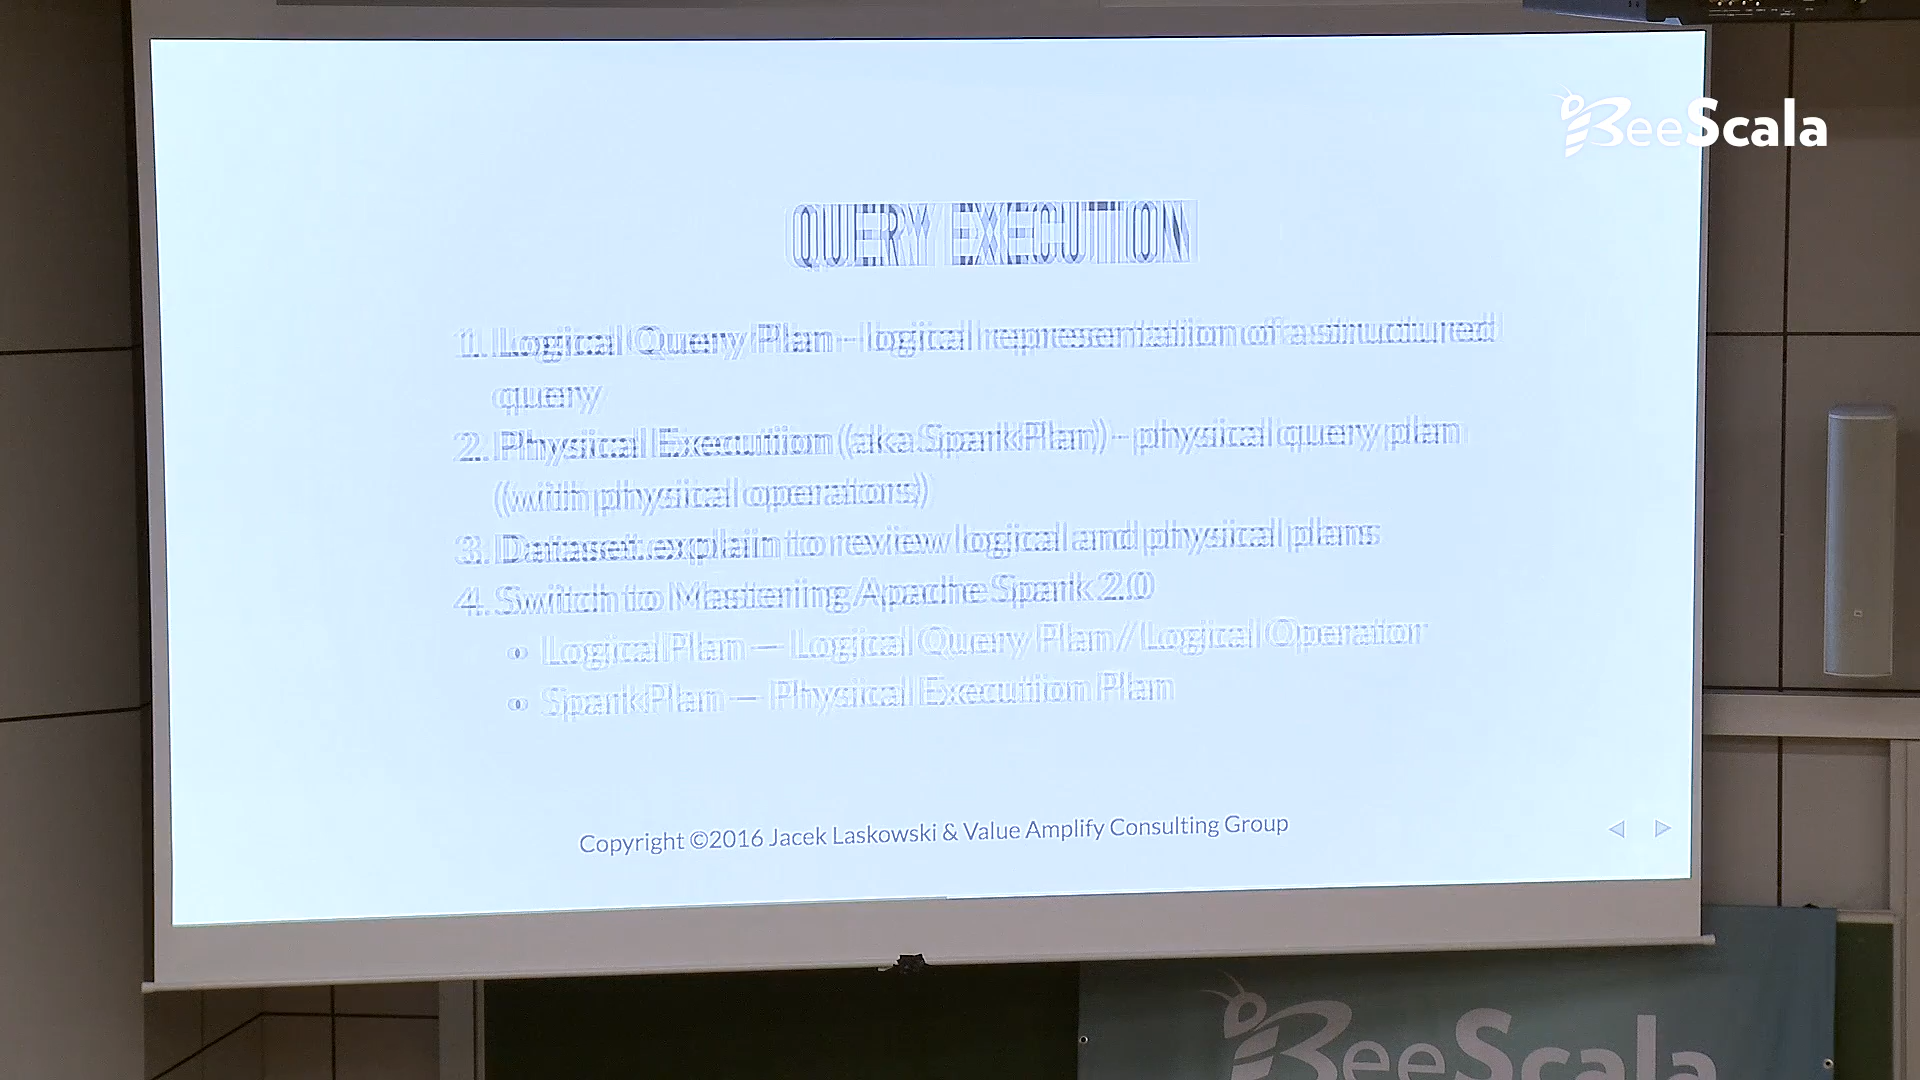 BeeScala
QUERY EXECUTION
1. Logical Query Plan - logical representation of a structured
query
2. Physical Execution (aka SparkPlan) - physical query plan
(with physical operators)
3. Dataset.explain to review logical and physical plans
4. Switch to Mastering Apache Spark 2.0
• Logical Plan — Logical Query Plan / Logical Operator
• SparkPlan — Physical Execution Plan
Copyright ©2016 Jacek Laskowski & Value Amplify Consulting Group
BeeScala